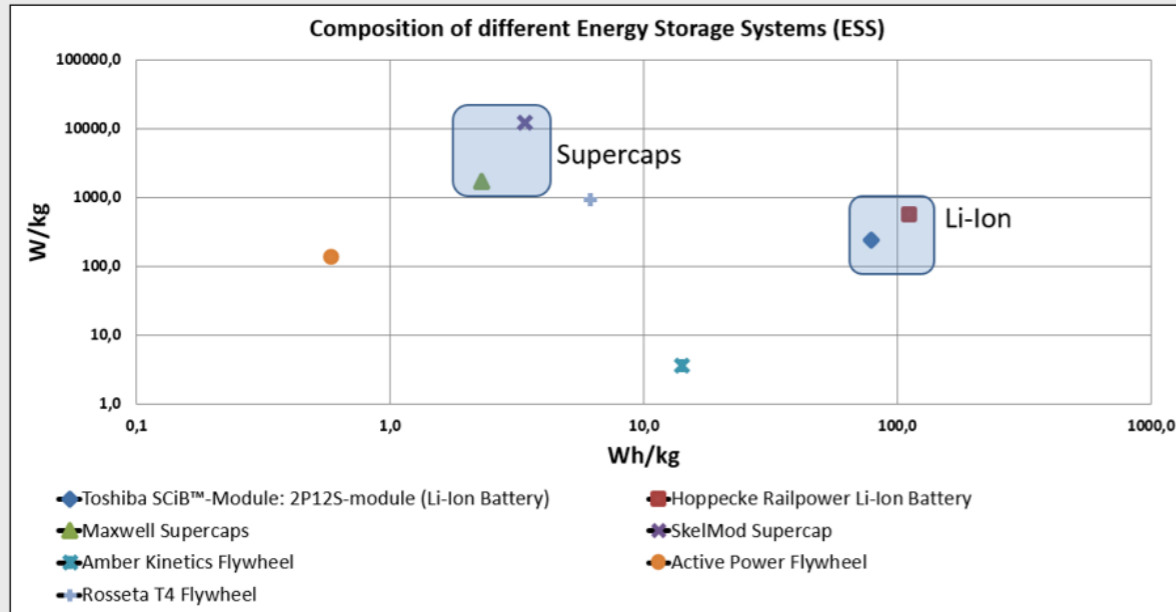 Composition of different Energy Storage Systems (ESS)
100000,0
10000,0
1000,0
100,0
10,0
1,0
W/kg
Supercaps
Li-Ion
0,1
1,0
10,0
100,0
1000,0
Wh/kg
Toshiba SCiB™-Module: 2P12S-module (Li-Ion Battery)
Hoppecke Railpower Li-Ion Battery
Maxwell Supercaps
SkelMod Supercap
Amber Kinetics Flywheel
Active Power Flywheel
Rosseta T4 Flywheel